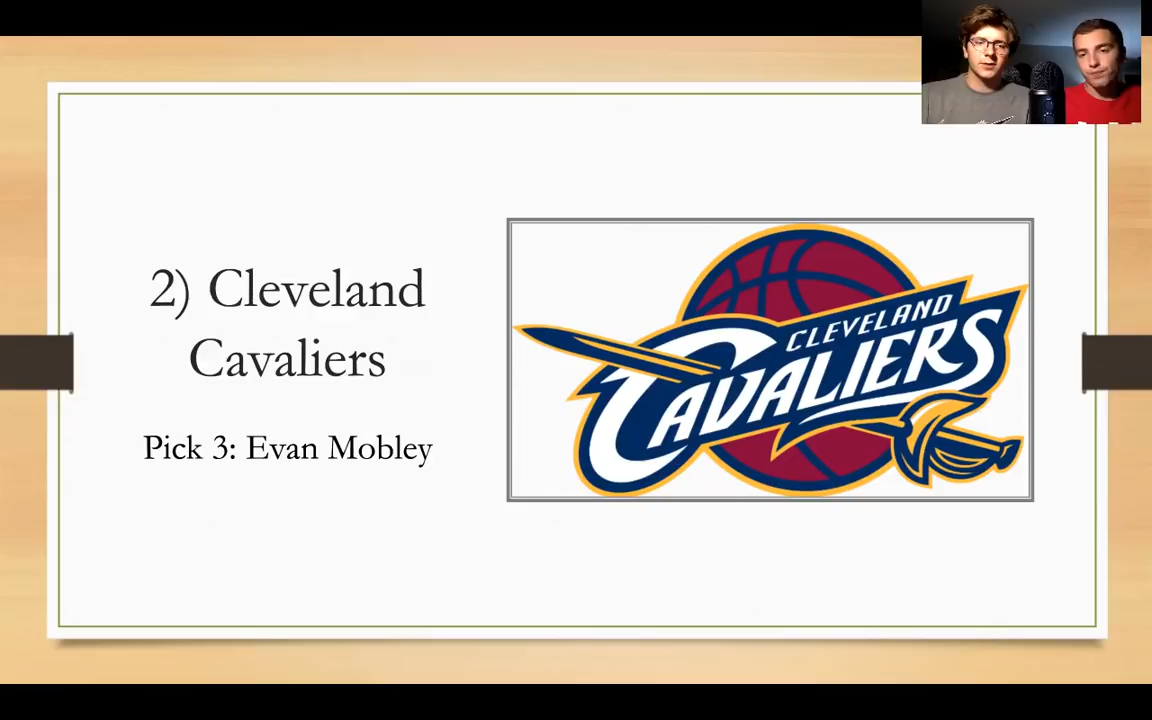 2) Cleveland
Cavaliers
Pick 3: Evan Mobley
CLEVELAND
CAVALIERS